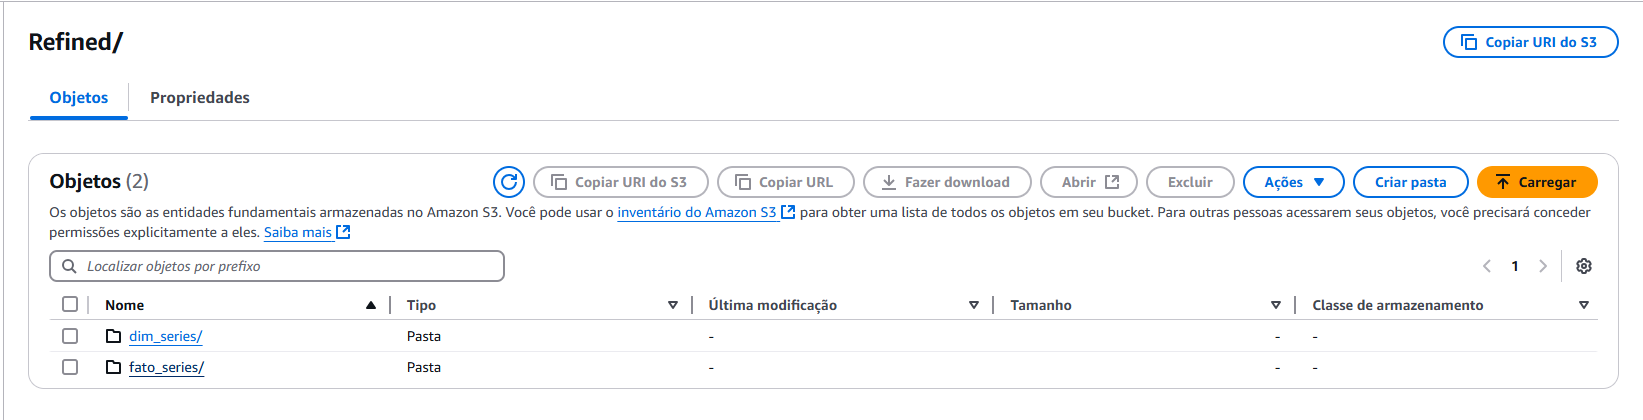 Refined/
Copiar URI do S3
Objetos
Propriedades
Objetos (2)
Copiar URI do S3
Copiar URL
Fazer download
Abrir
Excluir
Ações
Criar pasta
Carregar
Os objetos são as entidades fundamentais armazenadas no Amazon S3. Você pode usar o inventário do Amazon S3 para obter uma lista de todos os objetos em seu bucket. Para outras pessoas acessarem seus objetos, você precisará conceder
permissões explicitamente a eles. Saiba mais
Localizar objetos por prefixo
1
Nome
Tipo
Última modificação
Tamanho
Classe de armazenamento
dim_series/
Pasta
-
-
-
fato_series/
Pasta
-
-
-